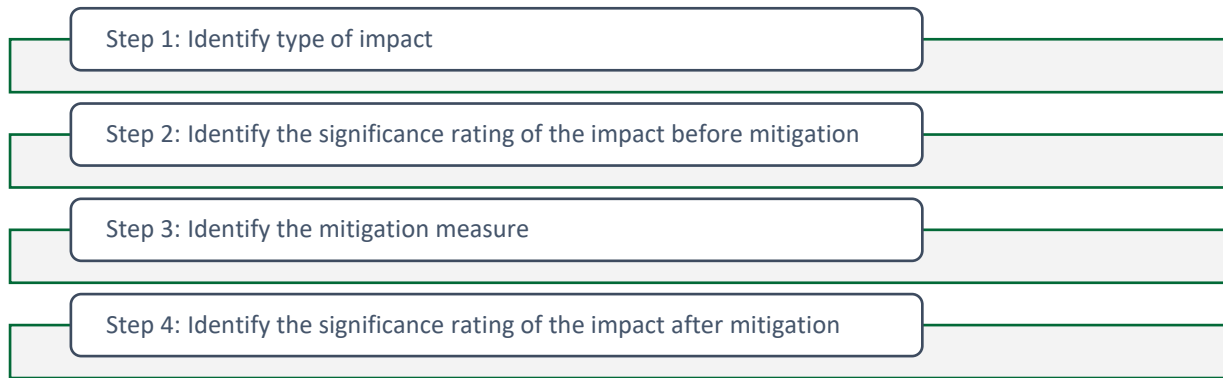 Step 1: Identify type of impact
Step 2: Identify the significance rating of the impact before mitigation
Step 3: Identify the mitigation measure
Step 4: Identify the significance rating of the impact after mitigation